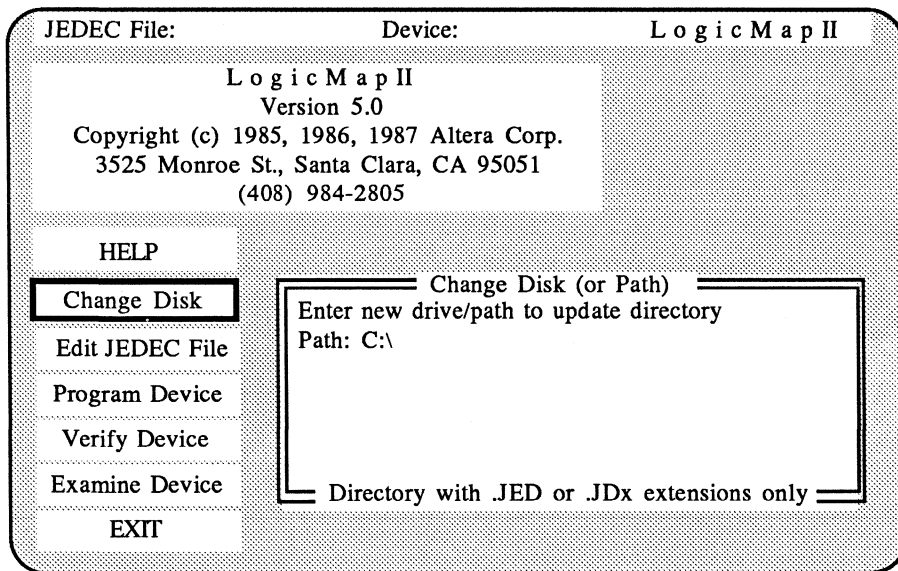 JEDEC File: Device: LogicMap II
LogicMap II
Version 5.0
Copyright (c) 1985, 1986, 1987 Altera Corp.
3525 Monroe St., Santa Clara, CA 95051
(408) 984-2805
HELP
Change Disk
Edit JEDEC File
Program Device
Verify Device
Examine Device
EXIT
Change Disk (or Path)
Enter new drive/path to update directory
Path: C:\
Directory with .JED or .JDx extensions only